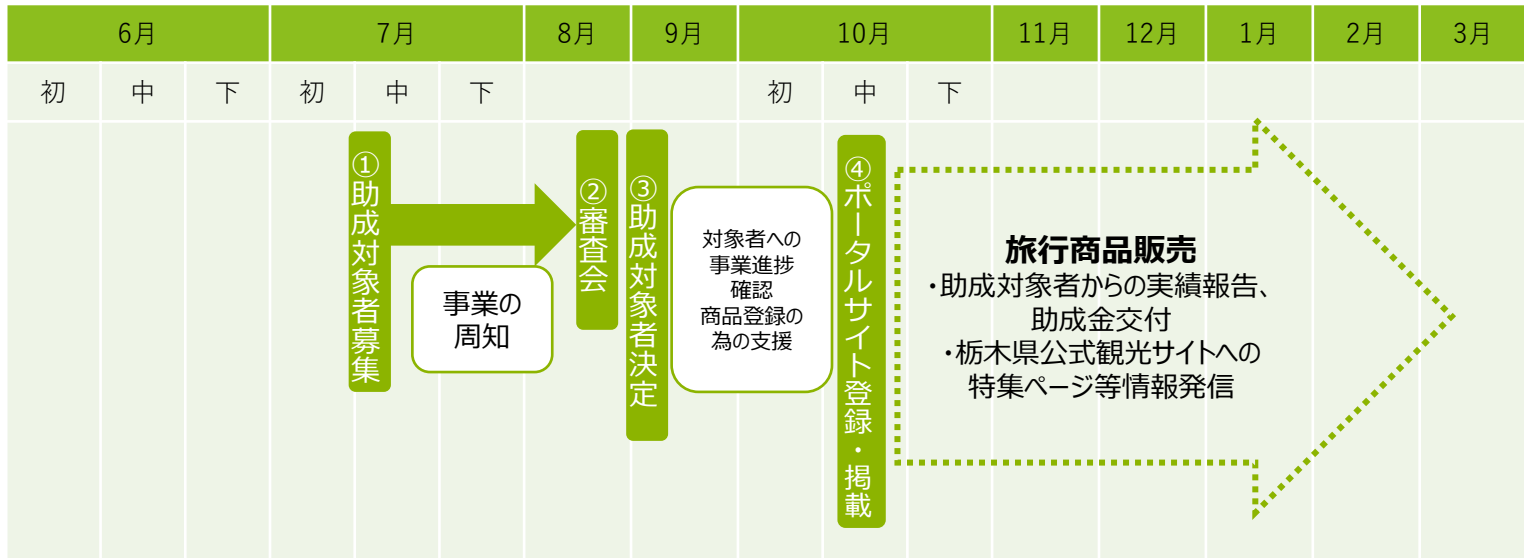 6月 7月 8月 9月 10月 11月 12月 1月 2月 3月
初 中 下 初 中 下 初 中 下
①助成対象者募集
事業の
周知
②審査会
③助成対象者決定
対象者への
事業進捗
確認
商品登録の
為の支援
④ポータルサイト登録・掲載
旅行商品販売
・助成対象者からの実績報告、
助成金交付
・栃木県公式観光サイトへの
特集ページ等情報発信